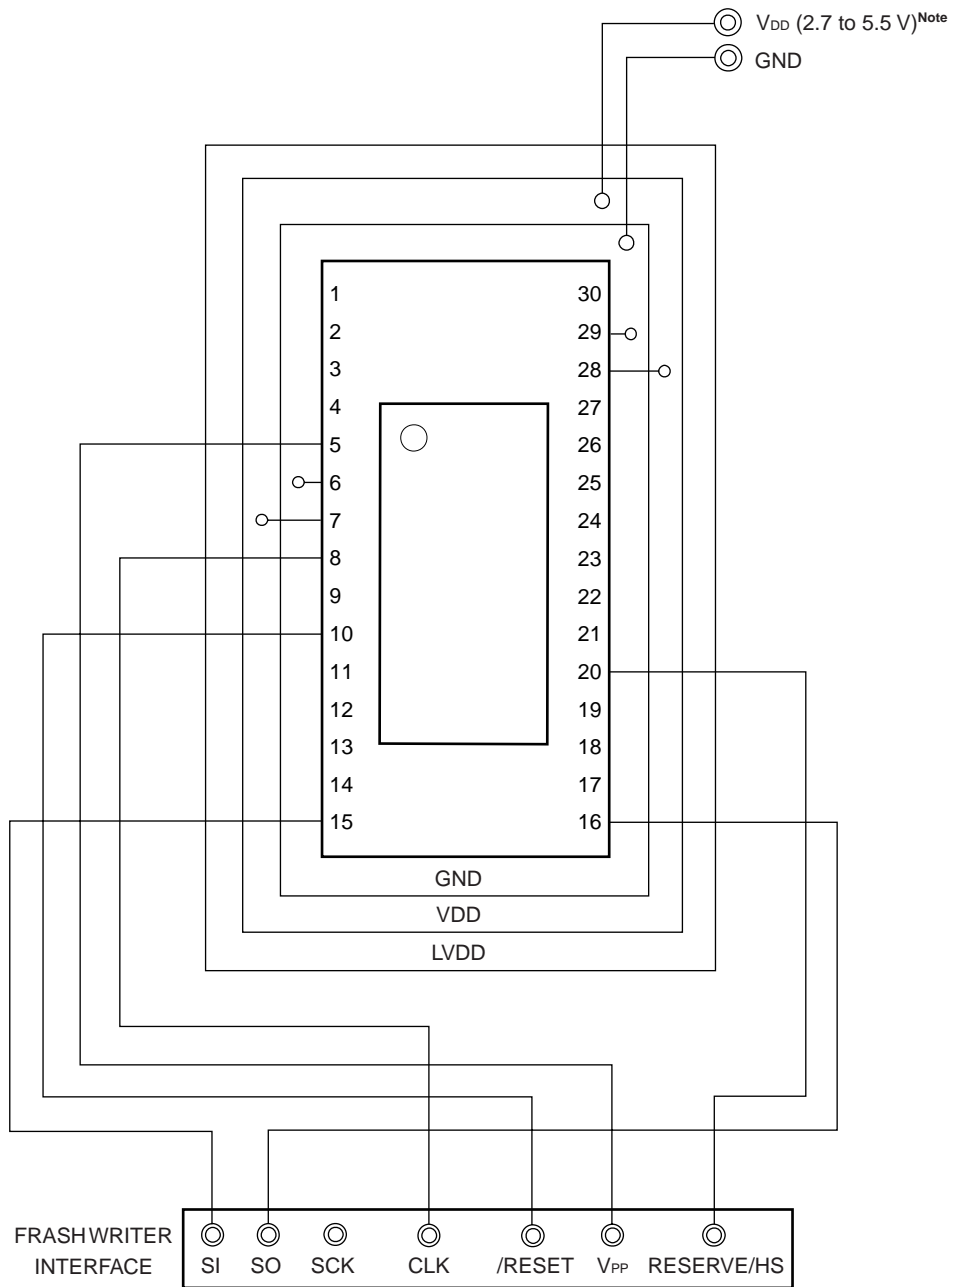 VDD (2.7 to 5.5 V)Note
GND
1 30
2 29
3 28
4 27
5 26
6 25
7 24
8 23
9 22
10 21
11 20
12 19
13 18
14 17
15 16
GND
VDD
LVDD
FRASHWRITER
INTERFACE
SI SO SCK CLK /RESET VPP RESERVE/HS